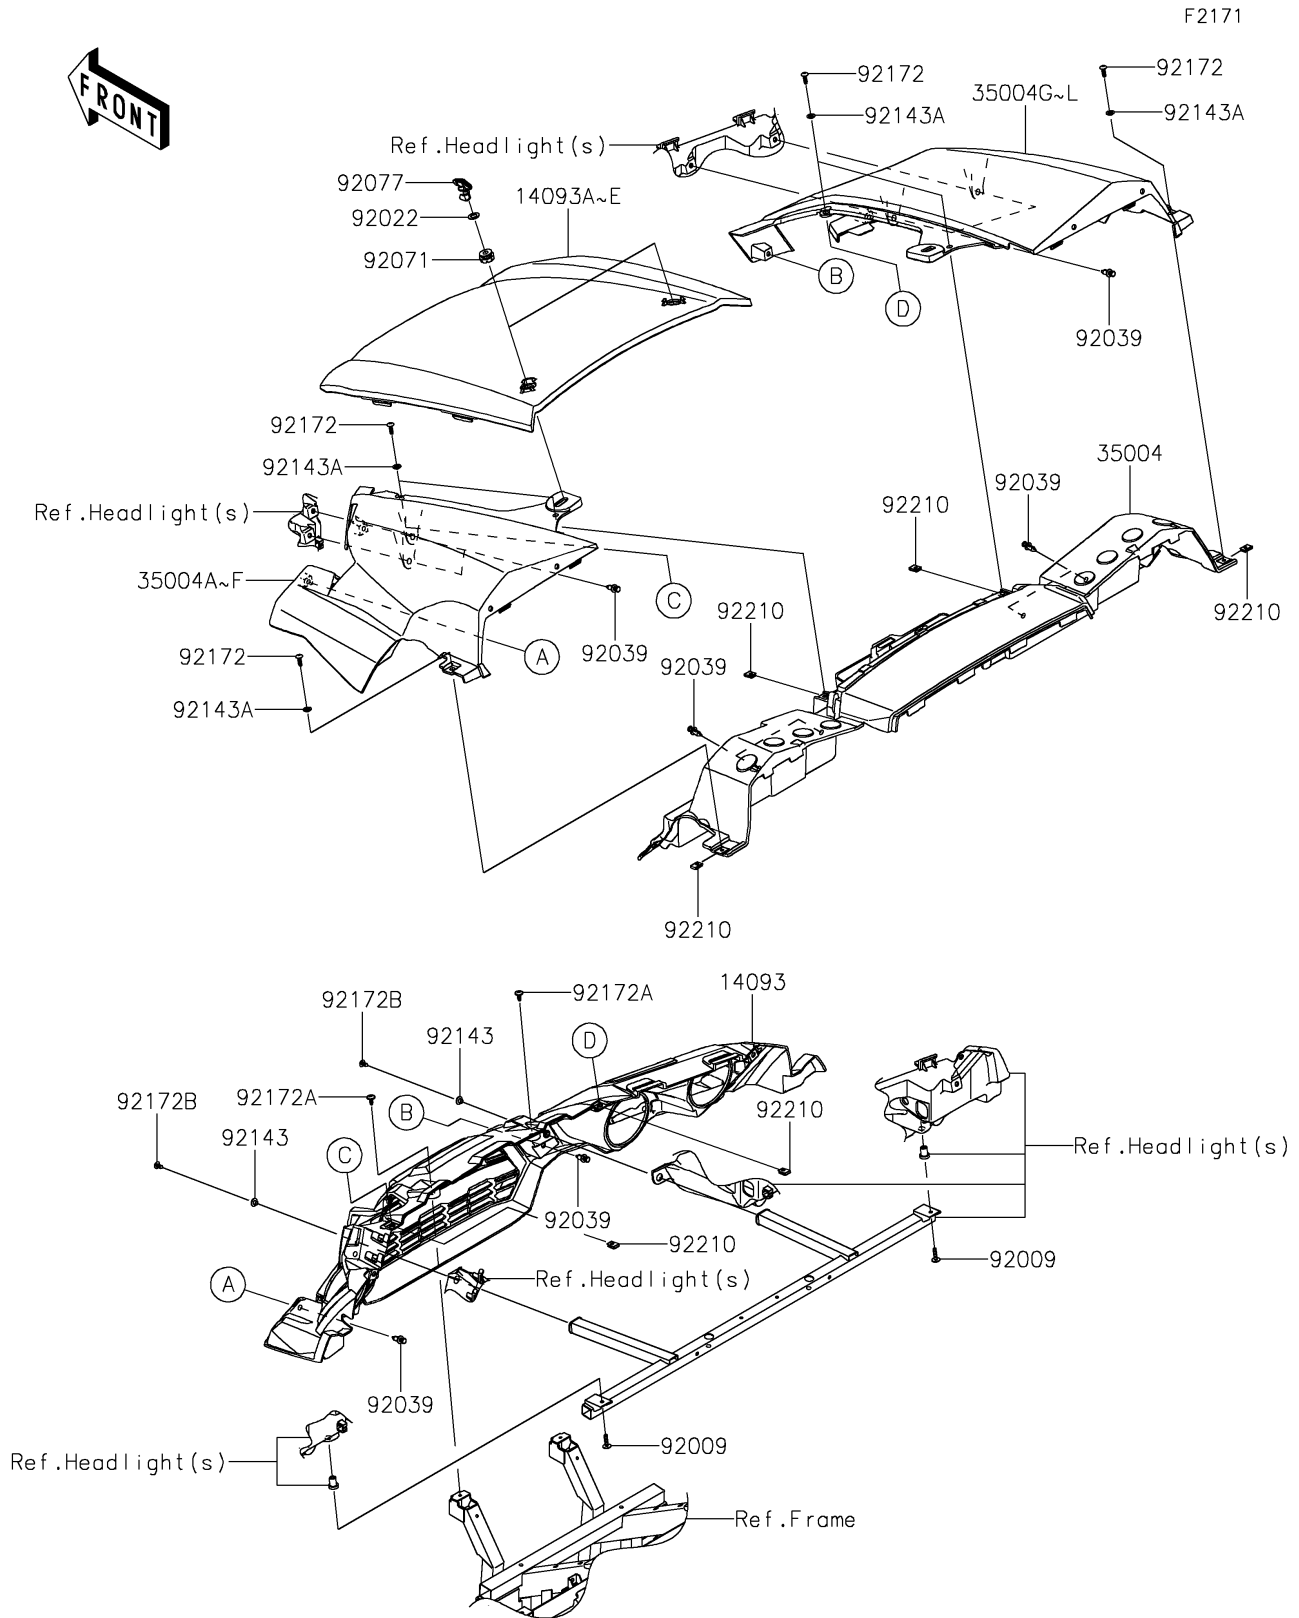 F2171
FRONT
92172
92172
35004G~L
92143A
92143A
Ref.Headlight(s)
92077
14093A~E
92022
92071
B
D
92039
92172
35004
92143A
92039
92210
Ref.Headlight(s)
35004A~F
C
92210
92210
92039
A
92172
92039
92143A
92210
14093
92172B
92172A
92143
D
92172A
92172B
B
92210
92143
Ref.Headlight(s)
C
92039
92210
92009
Ref.Headlight(s)
A
92039
92009
Ref.Headlight(s)
Ref.Frame